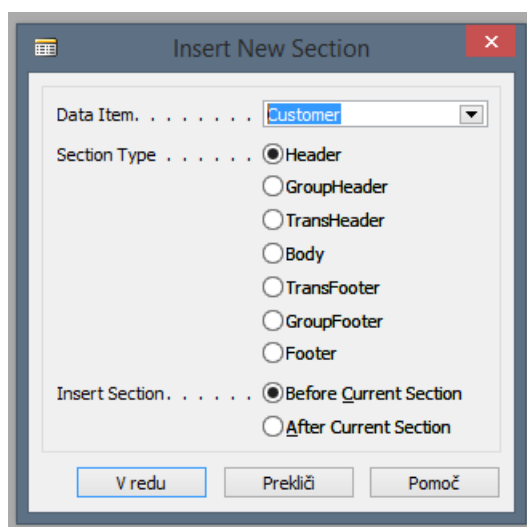 Insert New Section
Data Item. . . . . . . . Customer
Section Type . . . . . . Header
GroupHeader
TransHeader
Body
TransFooter
GroupFooter
Footer
Insert Section. . . . . . Before Current Section
After Current Section
V redu Prekliči Pomoč